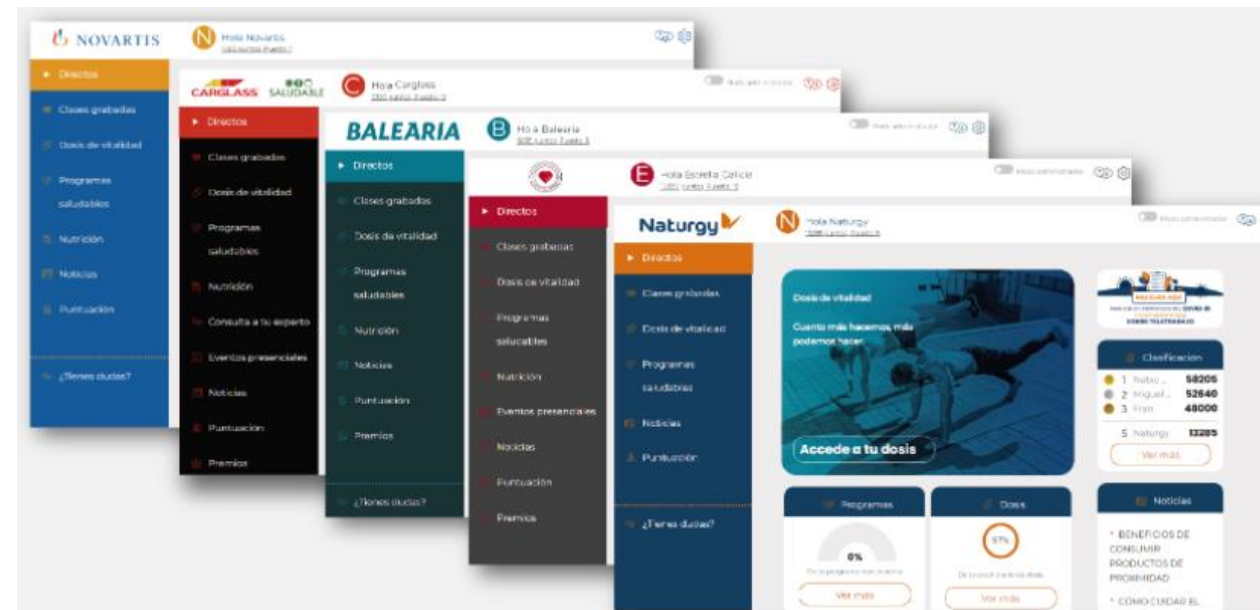 NOVARTIS
N Hola Novartis
Directos
Clases grabadas
Dosis de vitalidad
Programas
saludables
Nutrición
Noticias
Puntuación
¿Tienes dudas?
CARGLASS SALUDABLE
C Hola Carglass
Directos
Clases grabadas
Dosis de vitalidad
Programas
saludables
Nutrición
Consulta a tu experto
Eventos presenciales
Noticias
Puntuación
Premios
BALEARIA
B Hola Balearia
Directos
Clases grabadas
Dosis de vitalidad
Programas
saludables
Nutrición
Noticias
Puntuación
Premios
¿Tienes dudas?
E Hola Estrella Galicia
Directos
Clases grabadas
Dosis de vitalidad
Programas
saludables
Nutrición
Eventos presenciales
Noticias
Puntuación
Premios
Naturgy
N Hola Naturgy
Directos
Clases grabadas
Dosis de vitalidad
Programas
saludables
Noticias
Puntuación
¿Tienes dudas?
Dosis de vitalidad
Cuanto más hacemos, más
podemos hacer.
Accede a tu dosis
Programas
0%
Ver más
Dosis
97%
Ver más
SOBRE TELETRABAJO
Clasificación
1 58205
2 Miguel... 52640
3 Fran 48000
5 Naturgy 13285
Ver más
Noticias
* BENEFICIOS DE
CONSUMIR
PRODUCTOS DE
PROXIMIDAD
* COMO CUIDAR EL